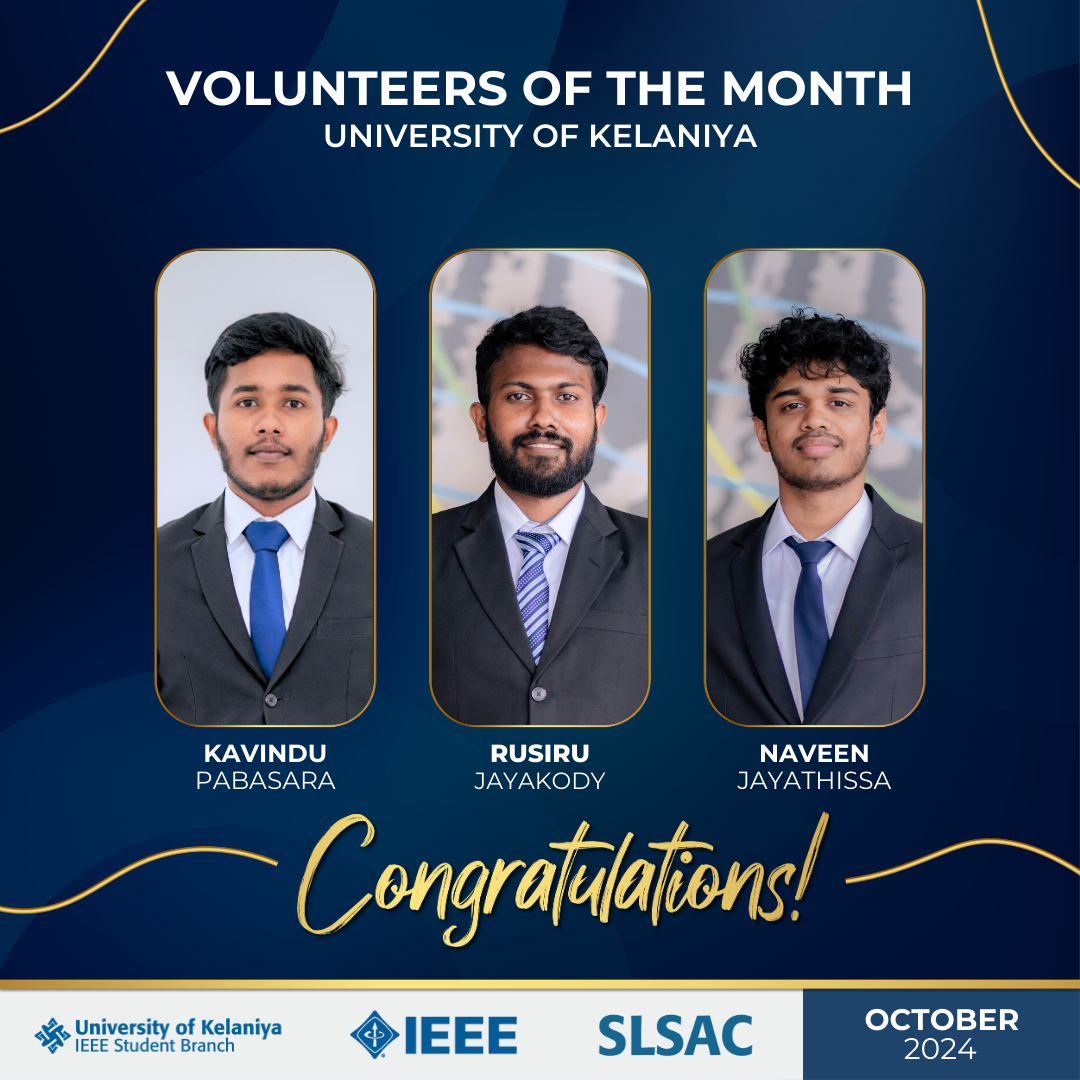 VOLUNTEERS OF THE MONTH
UNIVERSITY OF KELANIYA
KAVINDU
PABASARA
RUSIRU
JAYAKODY
NAVEEN
JAYATHISSA
Congratulations!
University of Kelaniya
IEEE Student Branch
IEEE
SLSAC
OCTOBER
2024